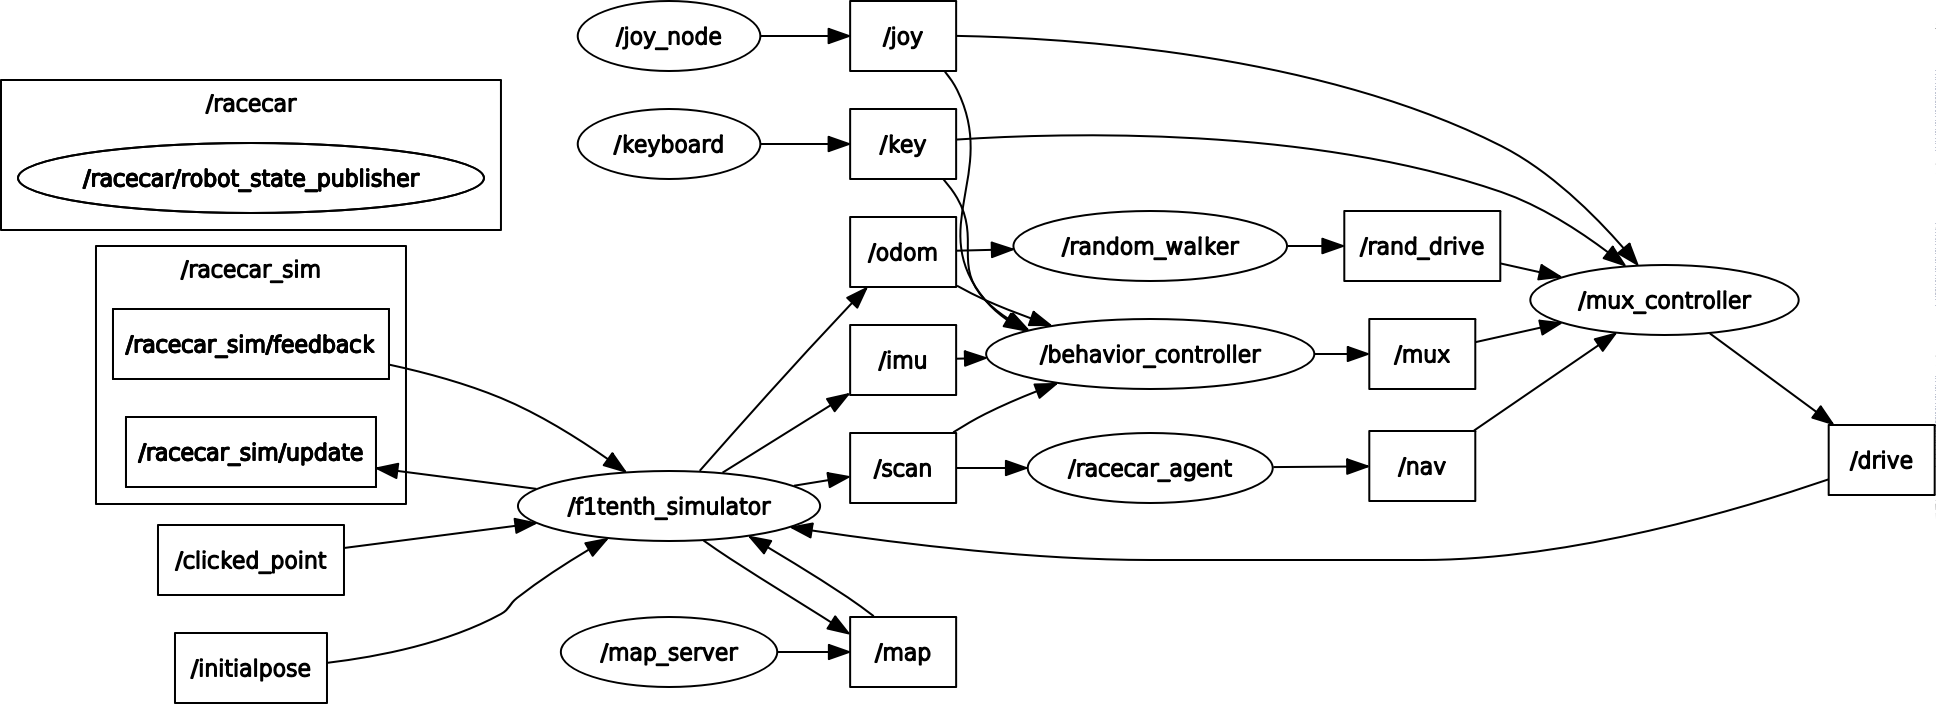 /joy_node
/joy
/racecar
/racecar/robot_state_publisher
/keyboard
/key
/racecar_sim
/racecar_sim/feedback
/racecar_sim/update
/odom
/random_walker
/rand_drive
/mux_controller
/imu
/behavior_controller
/mux
/scan
/racecar_agent
/nav
/drive
/f1tenth_simulator
/clicked_point
/initialpose
/map_server
/map